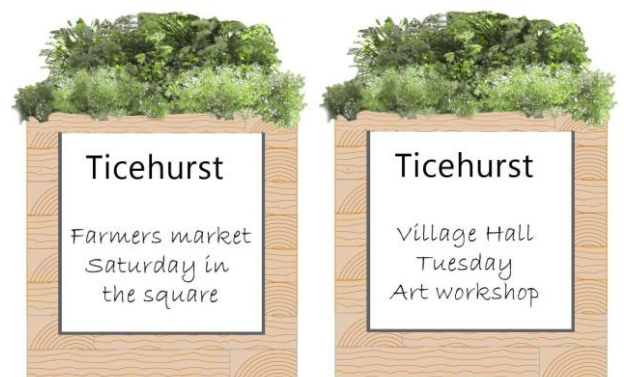 Ticehurst
Farmers market
Saturday in
the square
Ticehurst
Village Hall
Tuesday
Art workshop